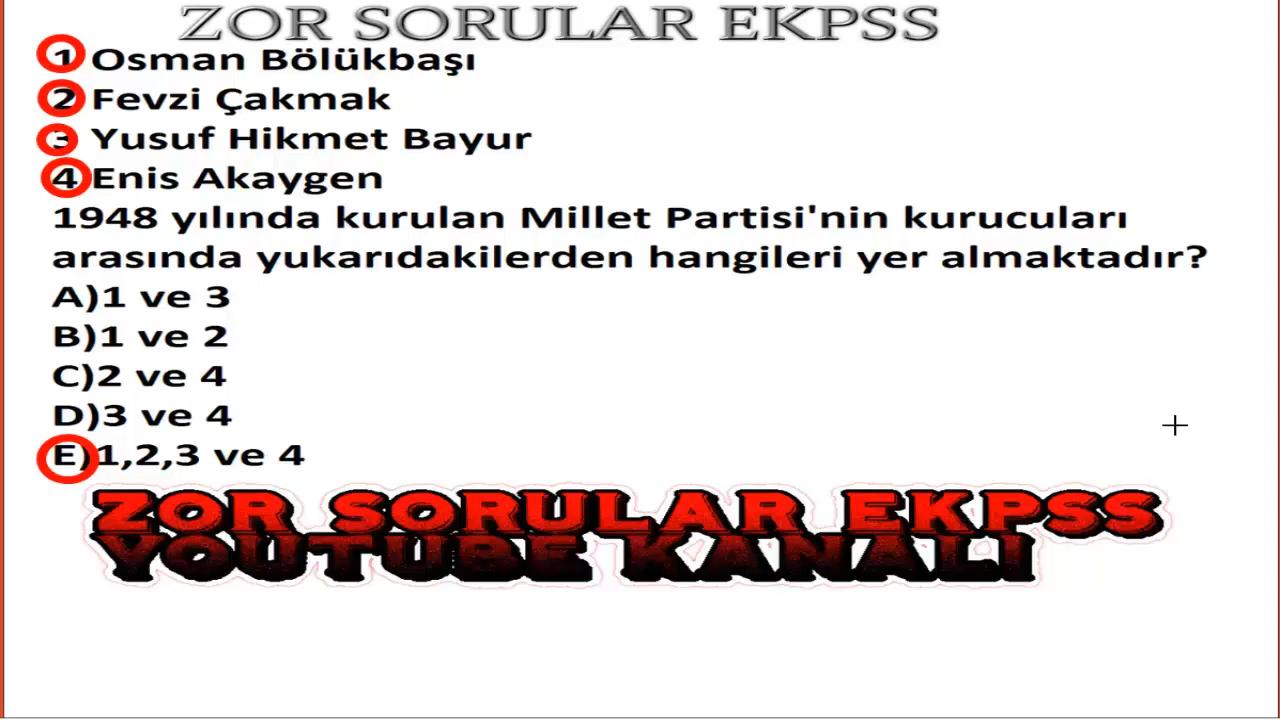 ZOR SORULAR EKPSS
1 Osman Bölükbaşı
2 Fevzi Çakmak
3 Yusuf Hikmet Bayur
4 Enis Akaygen
1948 yılında kurulan Millet Partisi'nin kurucuları
arasında yukarıdakilerden hangileri yer almaktadır?
A)1 ve 3
B)1 ve 2
C)2 ve 4
D)3 ve 4
E)1,2,3 ve 4
ZOR SORULAR EKPSS
YOUTUBE KANALI